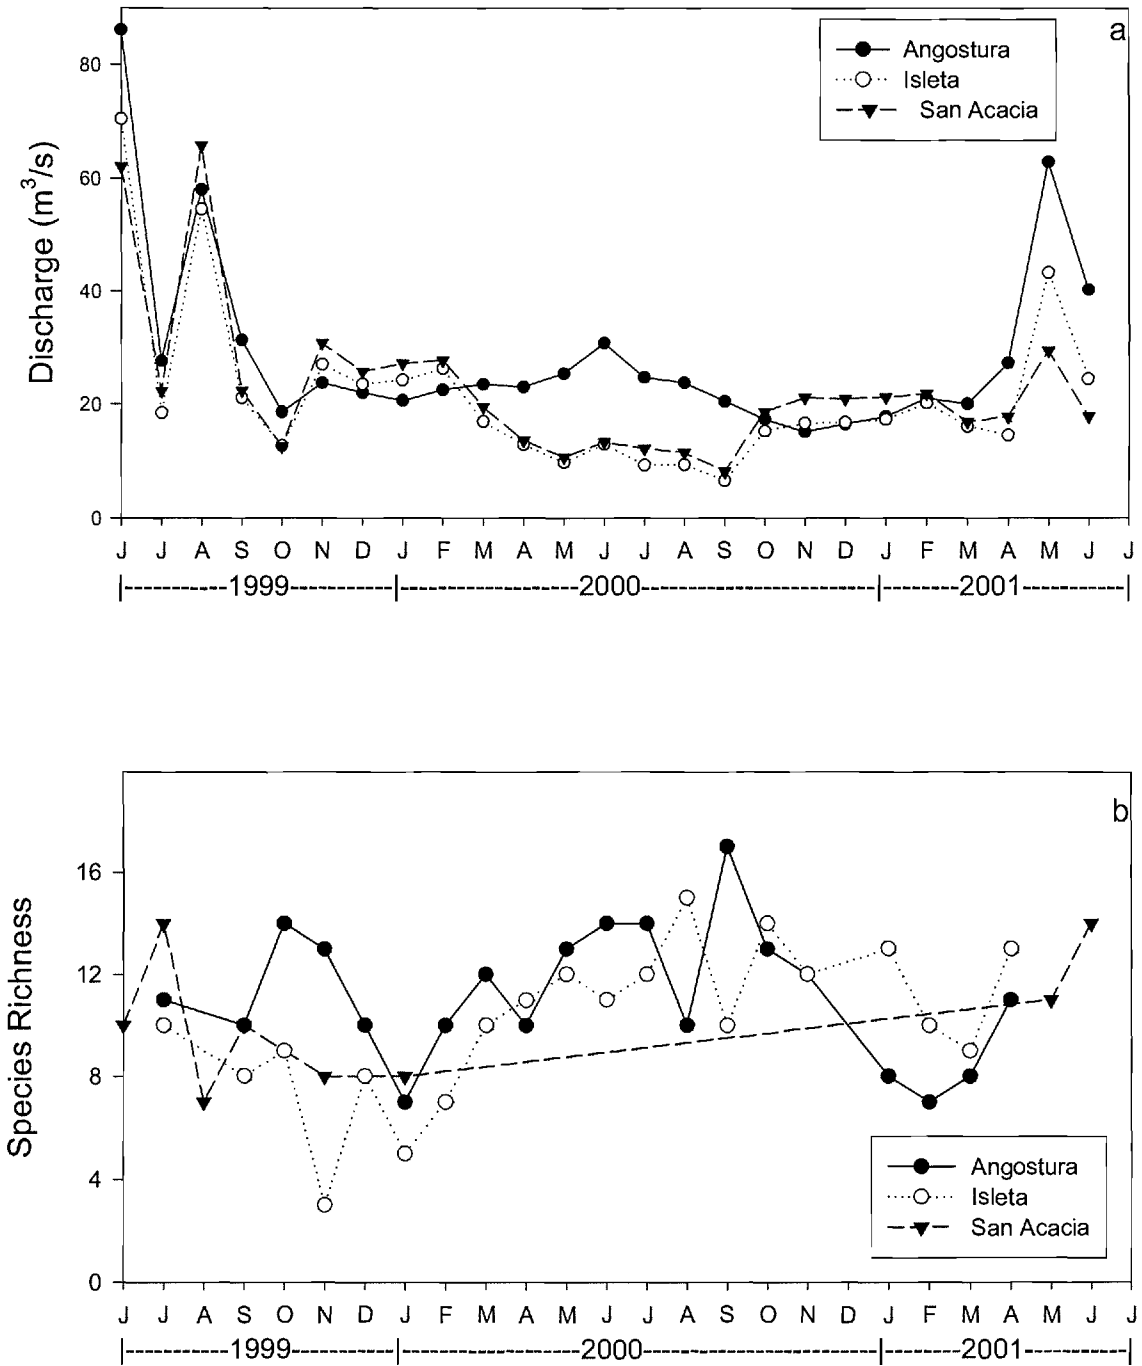 a
Angostura
Isleta
San Acacia
Discharge (m³/s)
80
60
40
20
0
J J A S O N D J F M A M J J A S O N D J F M A M J J
|--------1999------------|------------------2000----------------------|--------2001----------|
b
Species Richness
16
12
8
4
0
Angostura
Isleta
San Acacia
J J A S O N D J F M A M J J A S O N D J F M A M J J
|--------1999------------|------------------2000----------------------|--------2001----------|